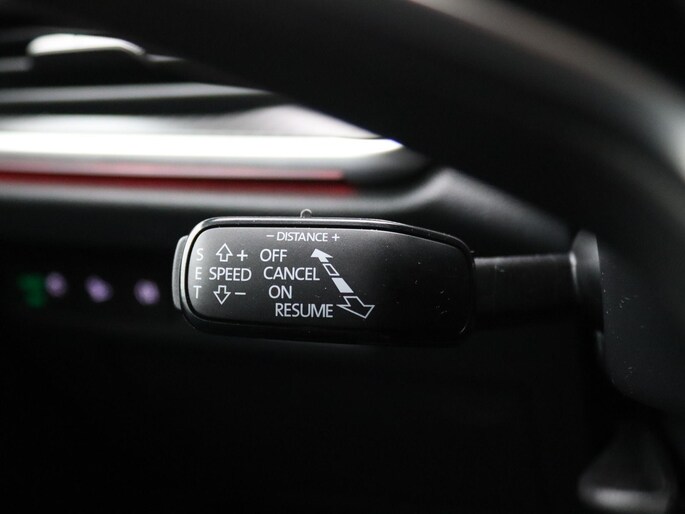 - DISTANCE +
S + OFF
E SPEED CANCEL
T - ON
RESUME